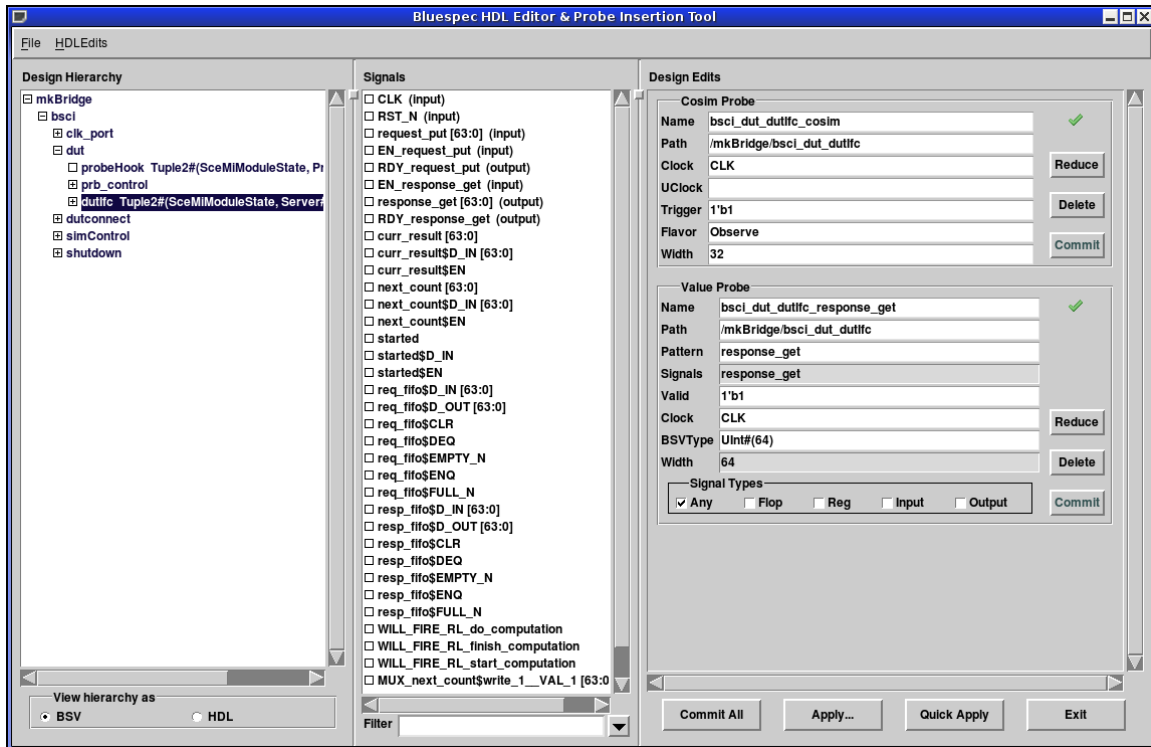 Bluespec HDL Editor & Probe Insertion Tool
File HDLEdits
Design Hierarchy
mkBridge
bsci
clk_port
dut
probeHook Tuple2#(SceMiModuleState, Pr
prb_control
dutIfc Tuple2#(SceMiModuleState, Server#
dutconnect
simControl
shutdown
View hierarchy as
BSV HDL
Signals
CLK (input)
RST_N (input)
request_put [63:0] (input)
EN_request_put (input)
RDY_request_put (output)
EN_response_get (input)
response_get [63:0] (output)
RDY_response_get (output)
curr_result [63:0]
curr_result$D_IN [63:0]
curr_result$EN
next_count [63:0]
next_count$D_IN [63:0]
next_count$EN
started
started$D_IN
started$EN
req_fifo$D_IN [63:0]
req_fifo$D_OUT [63:0]
req_fifo$CLR
req_fifo$DEQ
req_fifo$EMPTY_N
req_fifo$ENQ
req_fifo$FULL_N
resp_fifo$D_IN [63:0]
resp_fifo$D_OUT [63:0]
resp_fifo$CLR
resp_fifo$DEQ
resp_fifo$EMPTY_N
resp_fifo$ENQ
resp_fifo$FULL_N
WILL_FIRE_RL_do_computation
WILL_FIRE_RL_finish_computation
WILL_FIRE_RL_start_computation
MUX_next_count$write_1__VAL_1 [63:0
Filter
Design Edits
Cosim Probe
Name bsci_dut_dutIfc_cosim
Path /mkBridge/bsci_dut_dutIfc
Clock CLK Reduce
UClock
Trigger 1'b1 Delete
Flavor Observe
Width 32 Commit
Value Probe
Name bsci_dut_dutIfc_response_get
Path /mkBridge/bsci_dut_dutIfc
Pattern response_get
Signals response_get
Valid 1'b1
Clock CLK Reduce
BSVType UInt#(64)
Width 64 Delete
Signal Types
Any Flop Reg Input Output Commit
Commit All Apply... Quick Apply Exit